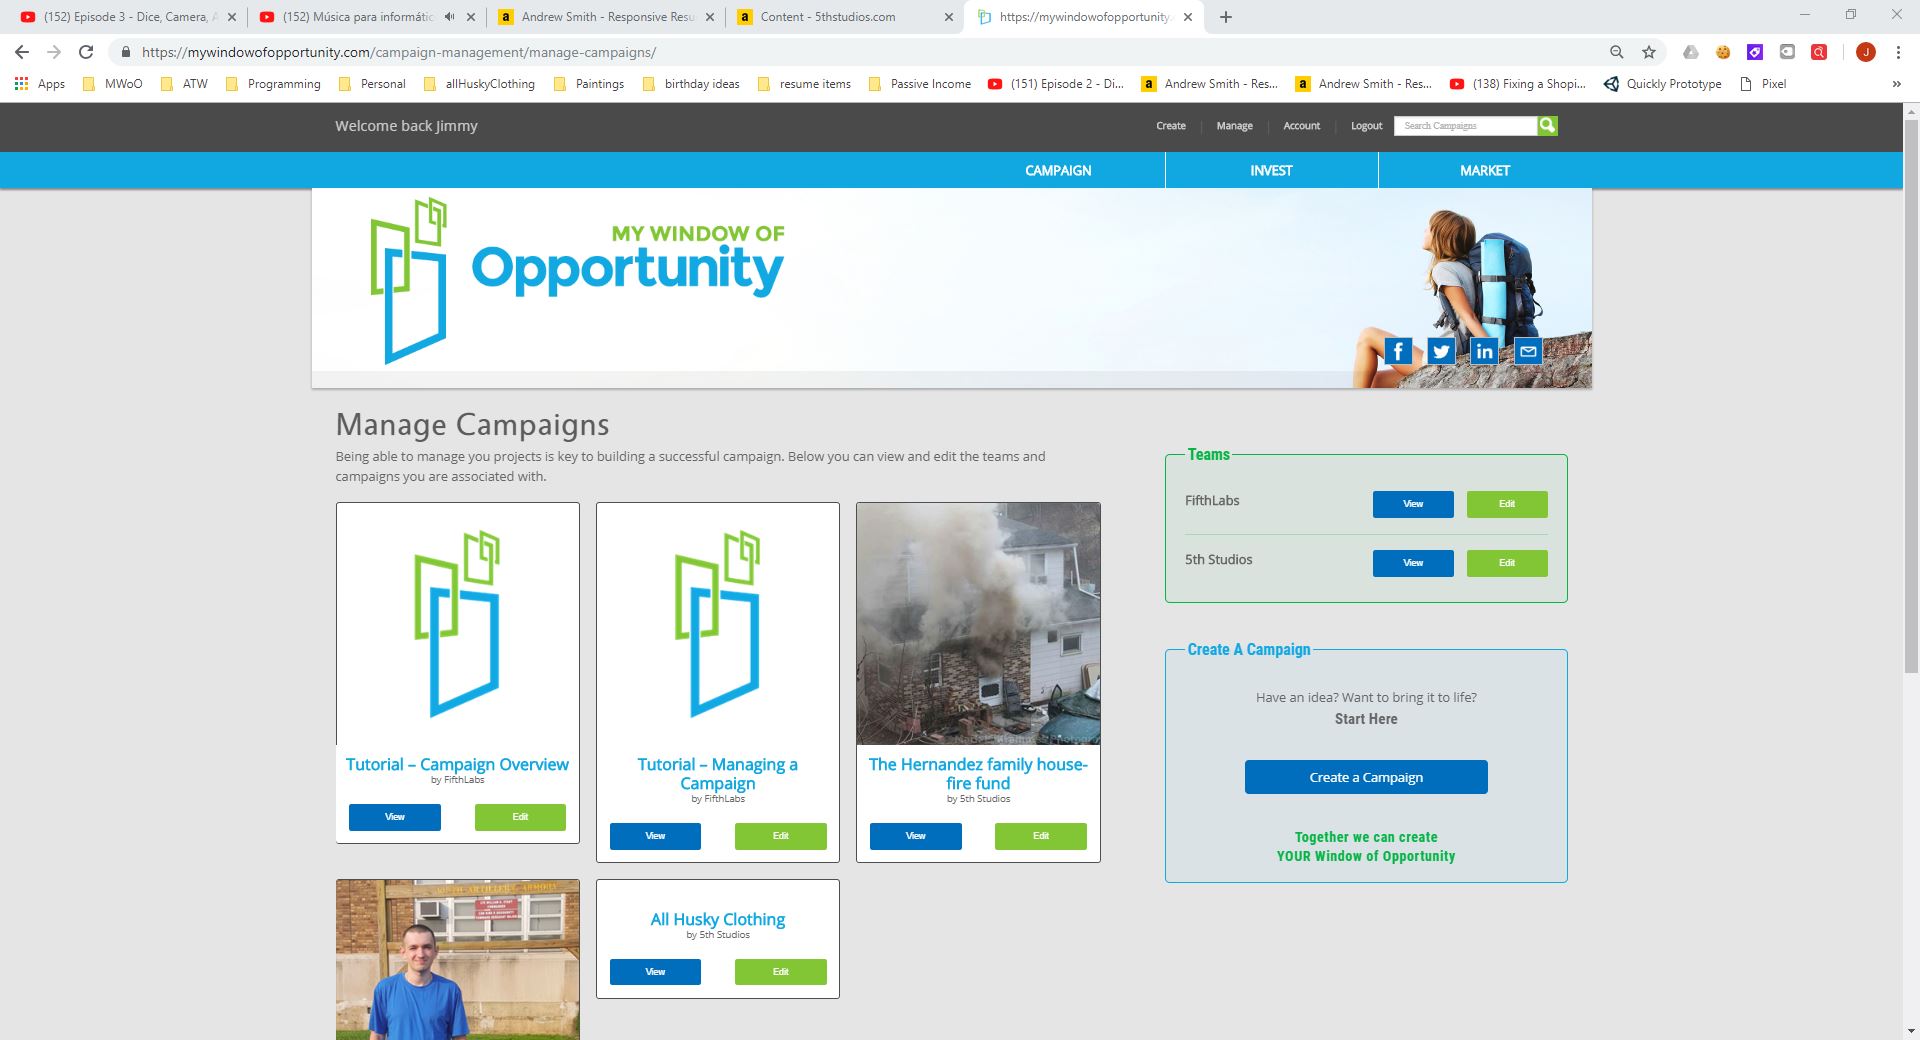 (152) Episode 3 - Dice, Camera, A
(152) Música para informátic
Andrew Smith - Responsive Resu
Content - 5thstudios.com
https://mywindowofopportunity.
https://mywindowofopportunity.com/campaign-management/manage-campaigns/
J
Apps
MWoO
ATW
Programming
Personal
allHuskyClothing
Paintings
birthday ideas
resume items
Passive Income
(151) Episode 2 - Di...
Andrew Smith - Res...
Andrew Smith - Res...
(138) Fixing a Shopi...
Quickly Prototype
Pixel
»
Welcome back Jimmy
Create
Manage
Account
Logout
Search Campaigns
CAMPAIGN
INVEST
MARKET
MY WINDOW OF
Opportunity
Manage Campaigns
Being able to manage you projects is key to building a successful campaign. Below you can view and edit the teams and
campaigns you are associated with.
Tutorial – Campaign Overview
by FifthLabs
View
Edit
Tutorial – Managing a
Campaign
by FifthLabs
View
Edit
The Hernandez family house-
fire fund
by 5th Studios
View
Edit
All Husky Clothing
by 5th Studios
View
Edit
Teams
FifthLabs
View
Edit
5th Studios
View
Edit
Create A Campaign
Have an idea? Want to bring it to life?
Start Here
Create a Campaign
Together we can create
YOUR Window of Opportunity